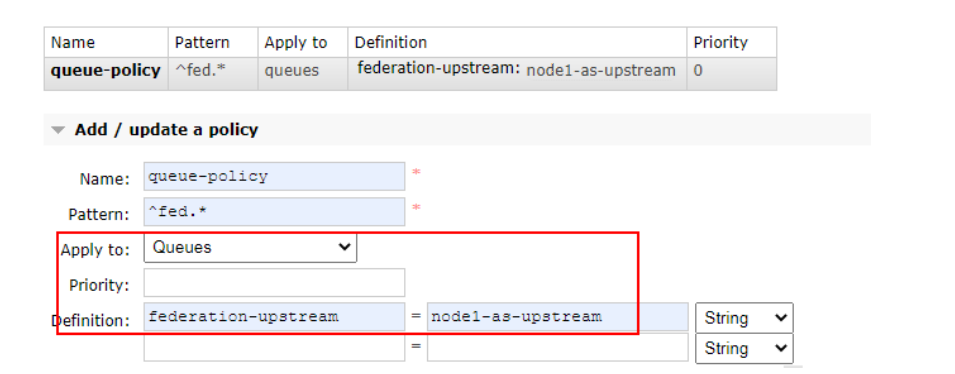 Name Pattern Apply to Definition Priority
queue-policy ^fed.* queues federation-upstream: node1-as-upstream 0
Add / update a policy
Name: queue-policy *
Pattern: ^fed.* *
Apply to: Queues
Priority:
Definition: federation-upstream = node1-as-upstream String
= String